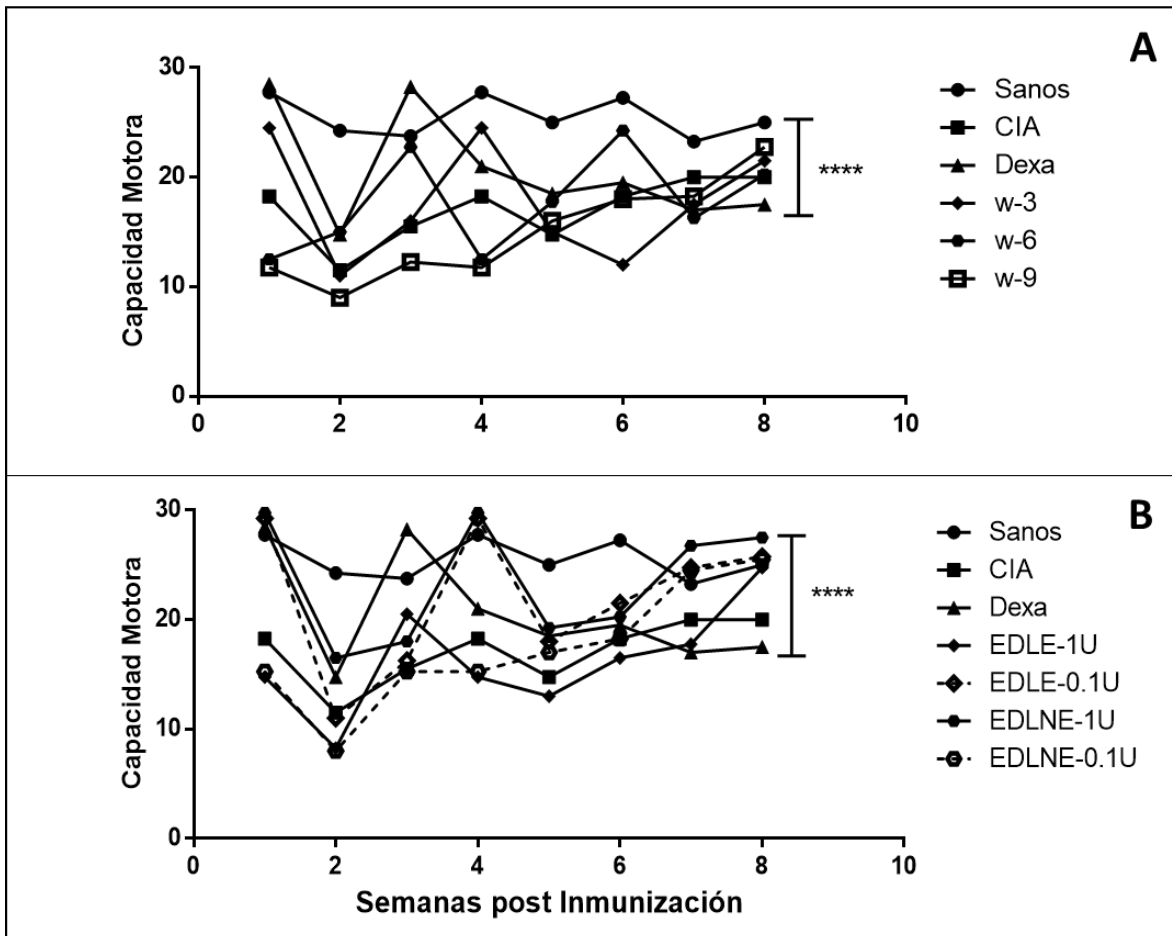 A
Capacidad Motora
30
20
10
0
0
2
4
6
8
10
****
Sanos
CIA
Dexa
w-3
w-6
w-9
B
Capacidad Motora
30
20
10
0
0
2
4
6
8
10
Semanas post Inmunización
****
Sanos
CIA
Dexa
EDLE-1U
EDLE-0.1U
EDLNE-1U
EDLNE-0.1U